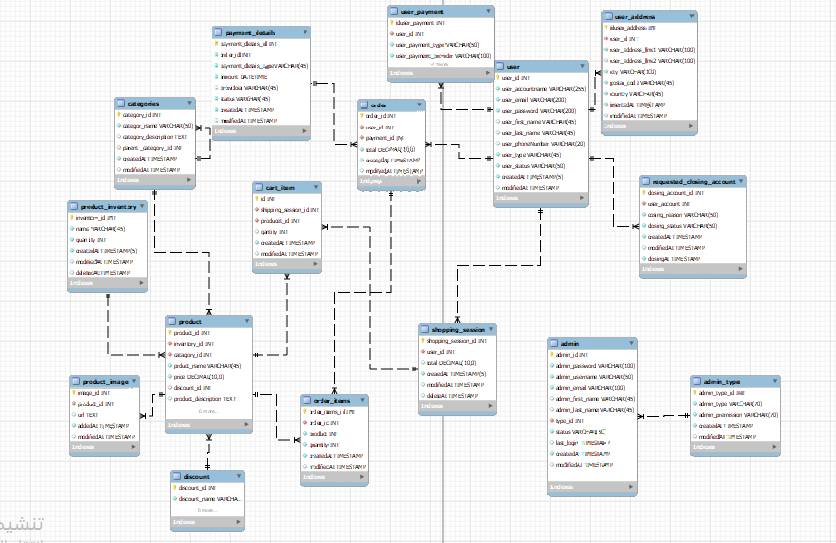 user_payment
iduser_payment INT
user_id INT
user_payment_type VARCHAR(50)
user_payment_provider VARCHAR(100)
Indexes
user_address
iduser_address INT
user_id INT
user_address_line1 VARCHAR(100)
user_address_line2 VARCHAR(100)
city VARCHAR(100)
postal_code VARCHAR(45)
country VARCHAR(45)
insertedAt TIMESTAMP
modifiedAt TIMESTAMP
Indexes
payment_details
payment_details_id INT
order_id INT
payment_details_type VARCHAR(45)
amount DATETIME
provider VARCHAR(45)
status VARCHAR(45)
createdAt TIMESTAMP
modifiedAt TIMESTAMP
Indexes
user
user_id INT
user_accountname VARCHAR(255)
user_email VARCHAR(200)
user_password VARCHAR(200)
user_first_name VARCHAR(45)
user_last_name VARCHAR(45)
user_phoneNumber VARCHAR(20)
user_type VARCHAR(45)
user_status VARCHAR(50)
createdAt TIMESTAMP(5)
modifiedAt TIMESTAMP
Indexes
categories
category_id INT
categor_name VARCHAR(50)
category_description TEXT
parent_category_id INT
createdAt TIMESTAMP
modifiedAt TIMESTAMP
Indexes
order
order_id INT
user_id INT
payment_id INT
total DECIMAL(10,0)
createdAt TIMESTAMP
modifiedAt TIMESTAMP
Indexes
cart_item
id INT
shopping_session_id INT
product_id INT
qantity INT
createdAt TIMESTAMP
modifiedAt TIMESTAMP
Indexes
requested_closing_account
closing_account_id INT
user_account INT
closing_reason VARCHAR(50)
closing_status VARCHAR(50)
createdAt TIMESTAMP
modifiedAt TIMESTAMP
closingAt TIMESTAMP
Indexes
product_inventory
inventory_id INT
name VARCHAR(45)
quantity INT
createdAt TIMESTAMP(5)
modifiedAt TIMESTAMP
deletedAt TIMESTAMP
Indexes
product
product_id INT
inventory_id INT
category_id INT
product_name VARCHAR(45)
price DECIMAL(10,0)
discount_id INT
product_description TEXT
6 more...
Indexes
shopping_session
shopping_session_id INT
user_id INT
total DECIMAL(10,0)
createdAt TIMESTAMP(5)
modifiedAt TIMESTAMP
deleteAt TIMESTAMP
Indexes
admin
admin_id INT
admin_password VARCHAR(100)
admin_username VARCHAR(50)
admin_email VARCHAR(100)
admin_first_name VARCHAR(45)
admin_last_name VARCHAR(45)
type_id INT
status VARCHAR(50)
last_login TIMESTAMP
createdAt TIMESTAMP
modifiedAt TIMESTAMP
Indexes
product_image
image_id INT
product_id INT
url TEXT
addedAt TIMESTAMP
modifiedAt TIMESTAMP
Indexes
admin_type
admin_type_id INT
admin_type VARCHAR(20)
admin_premission VARCHAR(20)
createdAt TIMESTAMP
modifiedAt TIMESTAMP
Indexes
order_items
order_items_id INT
order_id INT
product INT
quantity INT
createdAt TIMESTAMP
modifiedAt TIMESTAMP
Indexes
discount
discount_id INT
discount_name VARCHA...
8 more...
Indexes
تنشيط